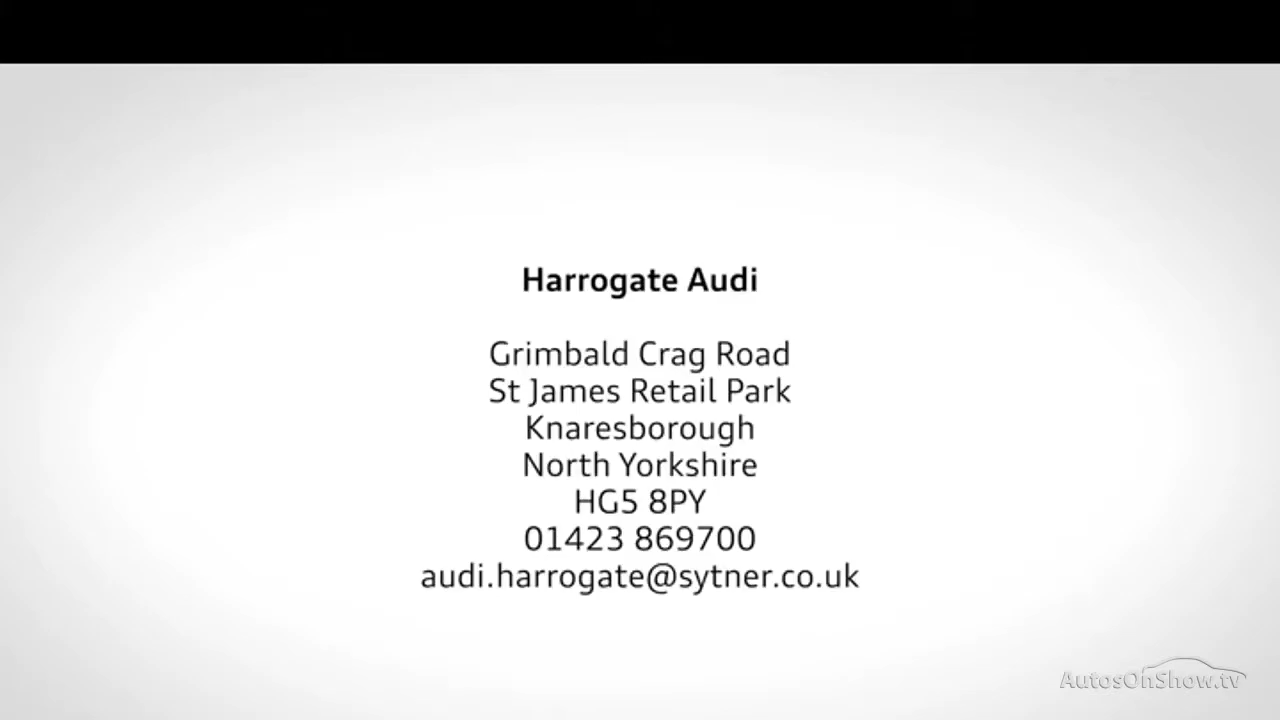 Harrogate Audi
Grimbald Crag Road
St James Retail Park
Knaresborough
North Yorkshire
HG5 8PY
01423 869700
audi.harrogate@sytner.co.uk
AutosOnShow.tv